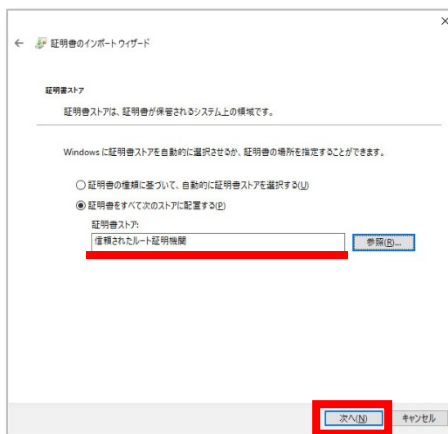 証明書のインポート ウィザード
証明書ストア
証明書ストアは、証明書が保管されるシステム上の領域です。
Windows に証明書ストアを自動的に選択させるか、証明書の場所を指定することができます。
証明書の種類に基づいて、自動的に証明書ストアを選択する(U)
証明書をすべて次のストアに配置する(P)
証明書ストア:
信頼されたルート証明機関
参照(R)...
次へ(N)
キャンセル